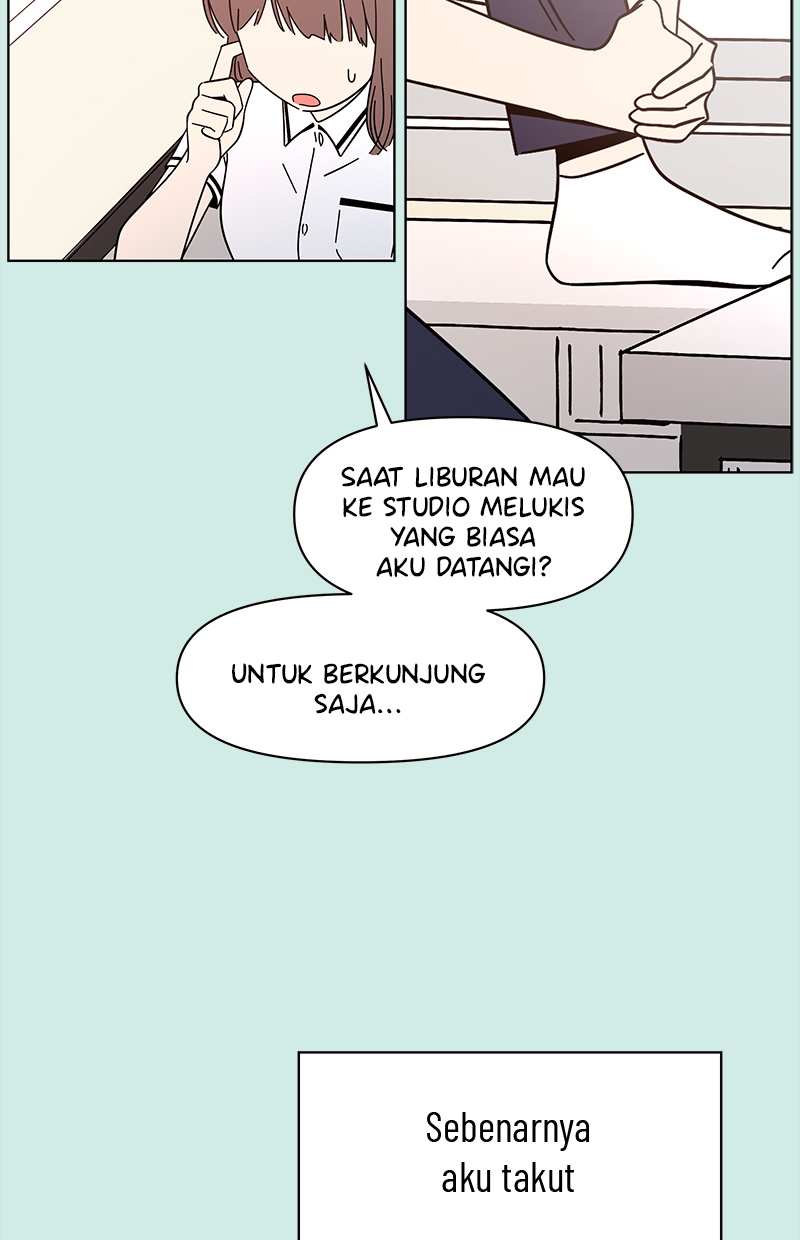 SAAT LIBURAN MAU
KE STUDIO MELUKIS
YANG BIASA
AKU DATANGI?
UNTUK BERKUNJUNG
SAJA...
Sebenarnya
aku takut